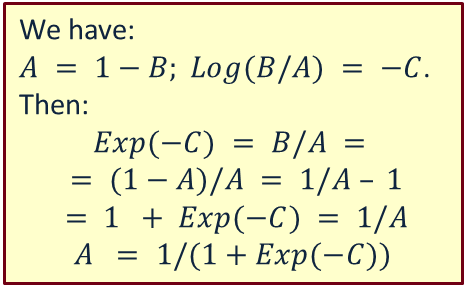 We have:
A = 1 − B; Log(B/A) = −C.
Then:
Exp(−C) = B/A =
= (1 − A)/A = 1/A – 1
= 1 + Exp(−C) = 1/A
A = 1/(1 + Exp(−C))